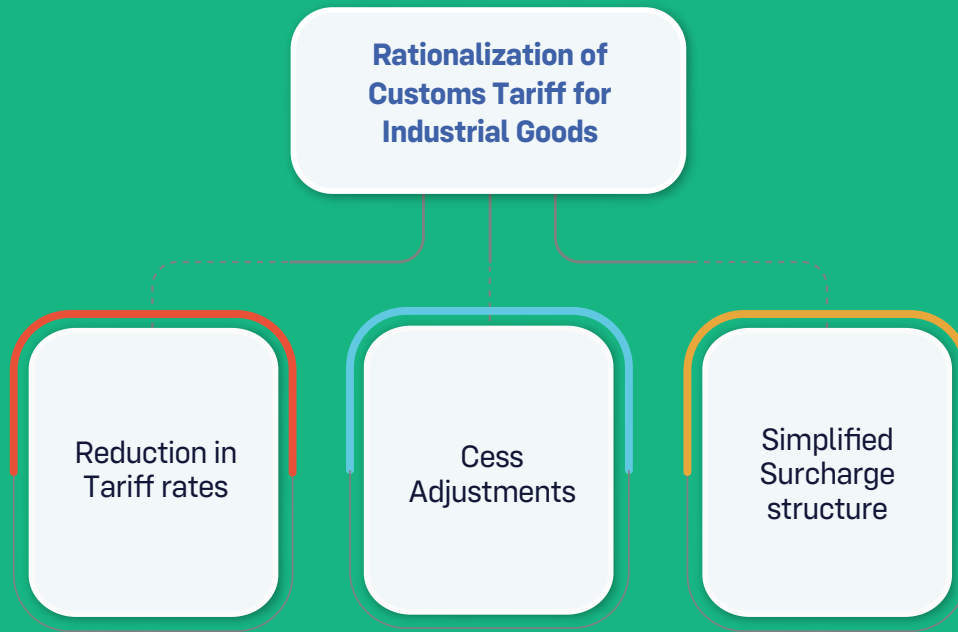 Rationalization of
Customs Tariff for
Industrial Goods
Reduction in
Tariff rates
Cess
Adjustments
Simplified
Surcharge
structure